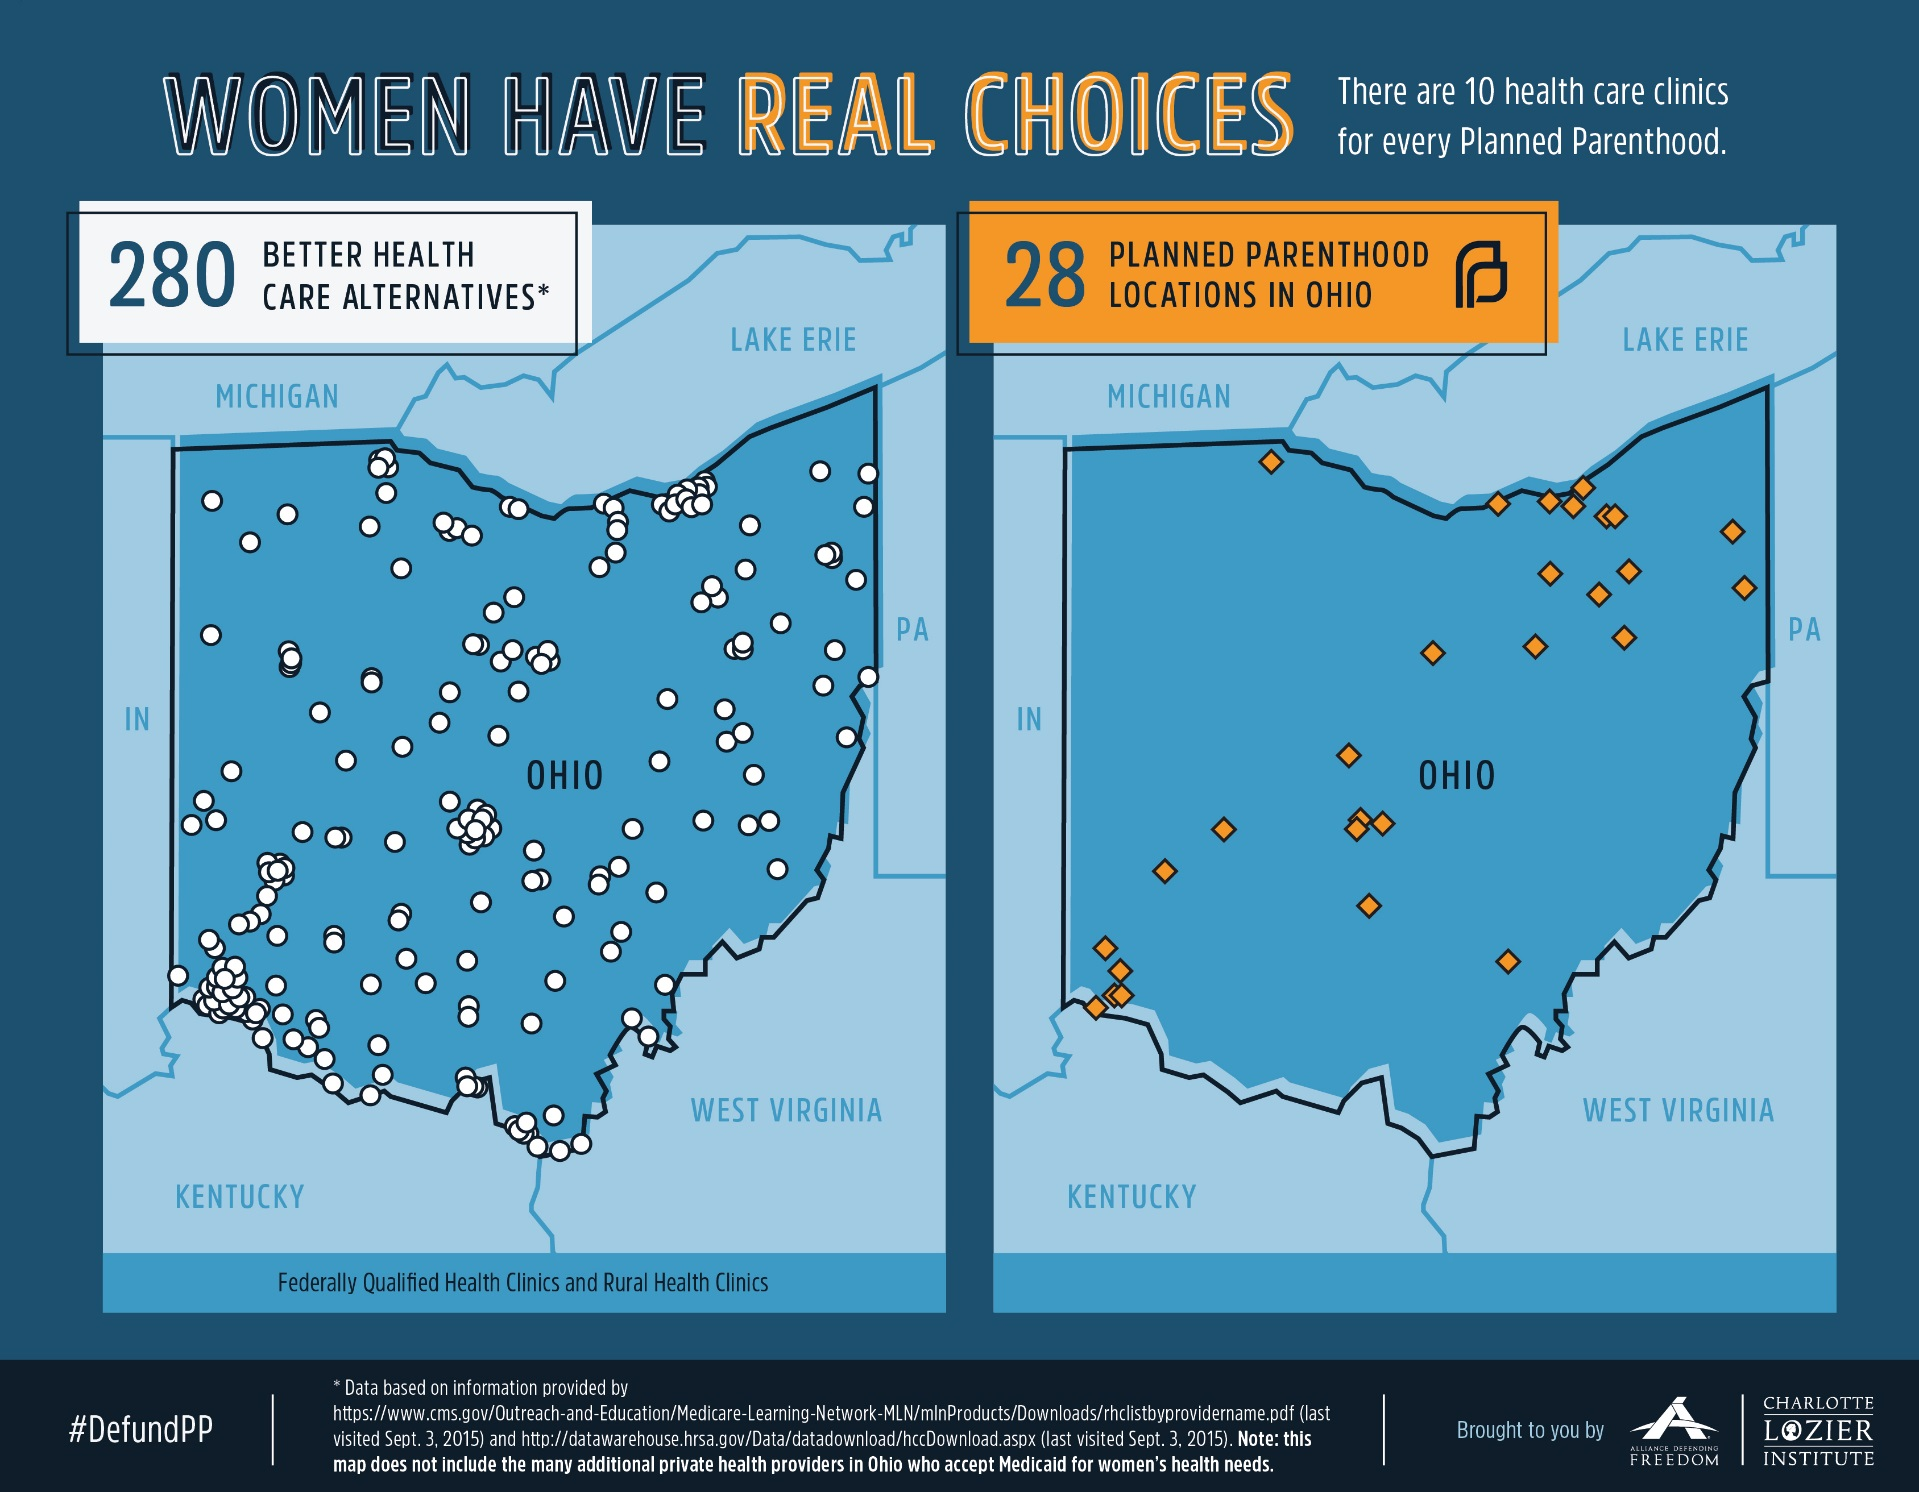 WOMEN HAVE REAL CHOICES
There are 10 health care clinics
for every Planned Parenthood.
280 BETTER HEALTH
CARE ALTERNATIVES*
MICHIGAN
LAKE ERIE
IN
PA
OHIO
WEST VIRGINIA
KENTUCKY
Federally Qualified Health Clinics and Rural Health Clinics
28 PLANNED PARENTHOOD
LOCATIONS IN OHIO
MICHIGAN
LAKE ERIE
IN
PA
OHIO
WEST VIRGINIA
KENTUCKY
#DefundPP
* Data based on information provided by
https://www.cms.gov/Outreach-and-Education/Medicare-Learning-Network-MLN/mlnProducts/Downloads/rhclistbyprovidername.pdf (last
visited Sept. 3, 2015) and http://datawarehouse.hrsa.gov/Data/datadownload/hccDownload.aspx (last visited Sept. 3, 2015). Note: this
map does not include the many additional private health providers in Ohio who accept Medicaid for women's health needs.
Brought to you by
ALLIANCE DEFENDING
FREEDOM
CHARLOTTE
LOZIER
INSTITUTE